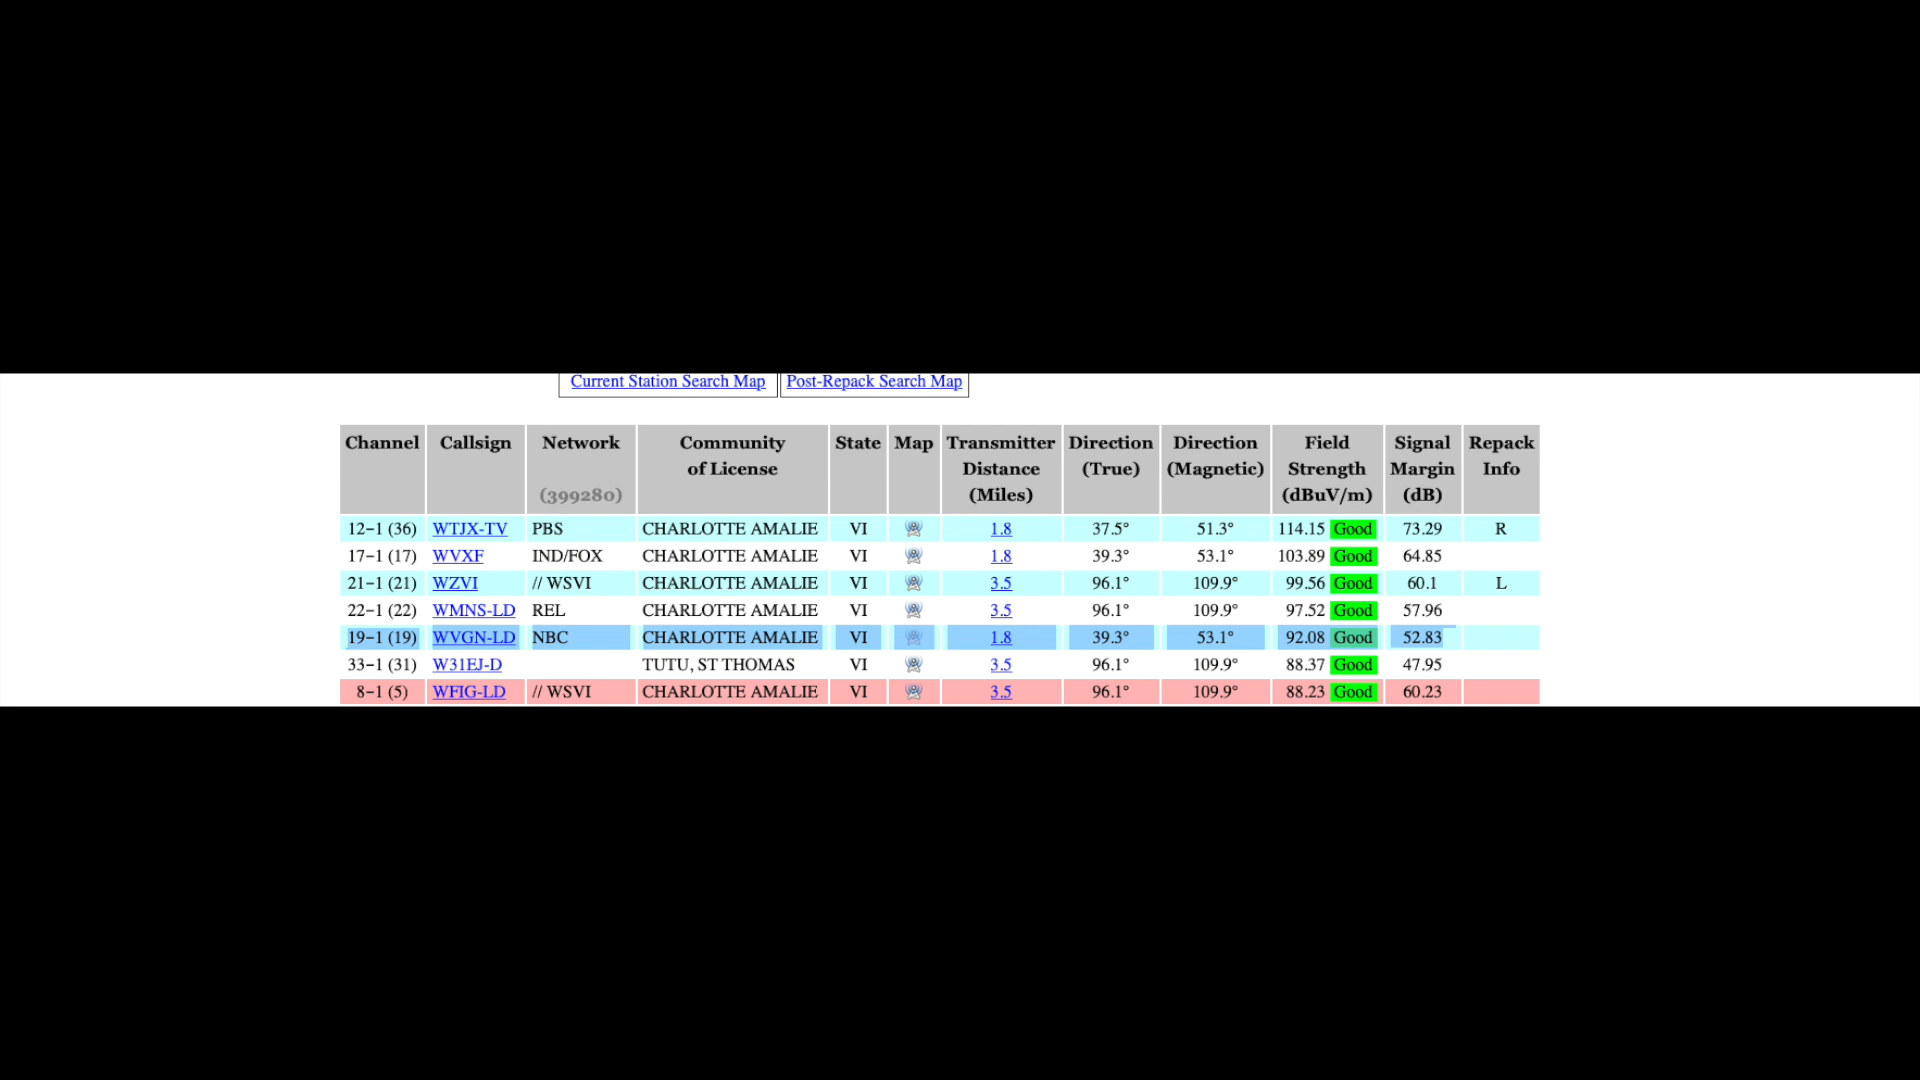 Current Station Search Map Post-Repack Search Map
Channel Callsign Network Community State Map Transmitter Direction Direction Field Signal Repack
of License Distance (True) (Magnetic) Strength Margin Info
(399280) (Miles) (dBuV/m) (dB)
12−1 (36) WTJX-TV PBS CHARLOTTE AMALIE VI 1.8 37.5° 51.3° 114.15 Good 73.29 R
17−1 (17) WVXF IND/FOX CHARLOTTE AMALIE VI 1.8 39.3° 53.1° 103.89 Good 64.85
21−1 (21) WZVI // WSVI CHARLOTTE AMALIE VI 3.5 96.1° 109.9° 99.56 Good 60.1 L
22−1 (22) WMNS-LD REL CHARLOTTE AMALIE VI 3.5 96.1° 109.9° 97.52 Good 57.96
19−1 (19) WVGN-LD NBC CHARLOTTE AMALIE VI 1.8 39.3° 53.1° 92.08 Good 52.83
33−1 (31) W31EJ-D TUTU, ST THOMAS VI 3.5 96.1° 109.9° 88.37 Good 47.95
8−1 (5) WFIG-LD // WSVI CHARLOTTE AMALIE VI 3.5 96.1° 109.9° 88.23 Good 60.23